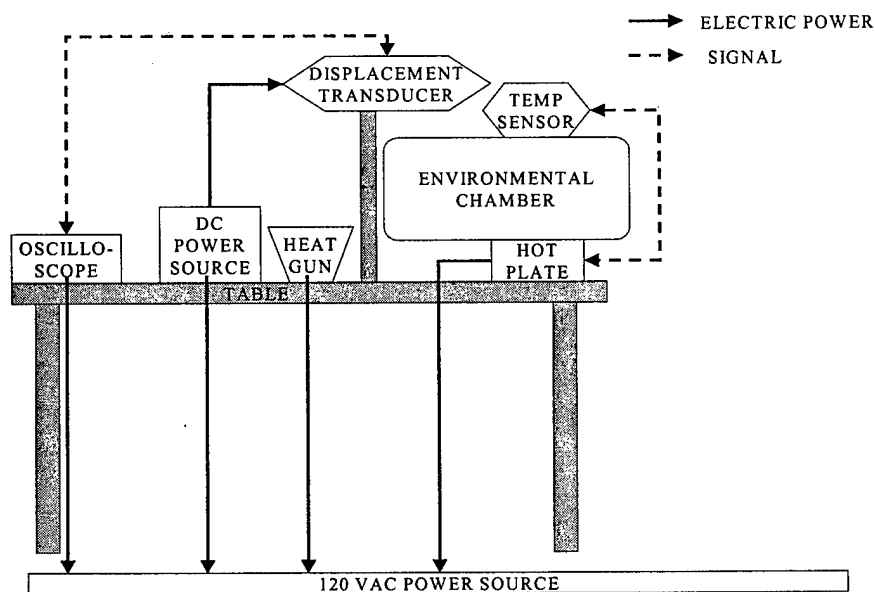 ELECTRIC POWER
SIGNAL
DISPLACEMENT
TRANSDUCER
TEMP
SENSOR
ENVIRONMENTAL
CHAMBER
DC
POWER
SOURCE
HEAT
GUN
OSCILLO-
SCOPE
HOT
PLATE
TABLE
120 VAC POWER SOURCE